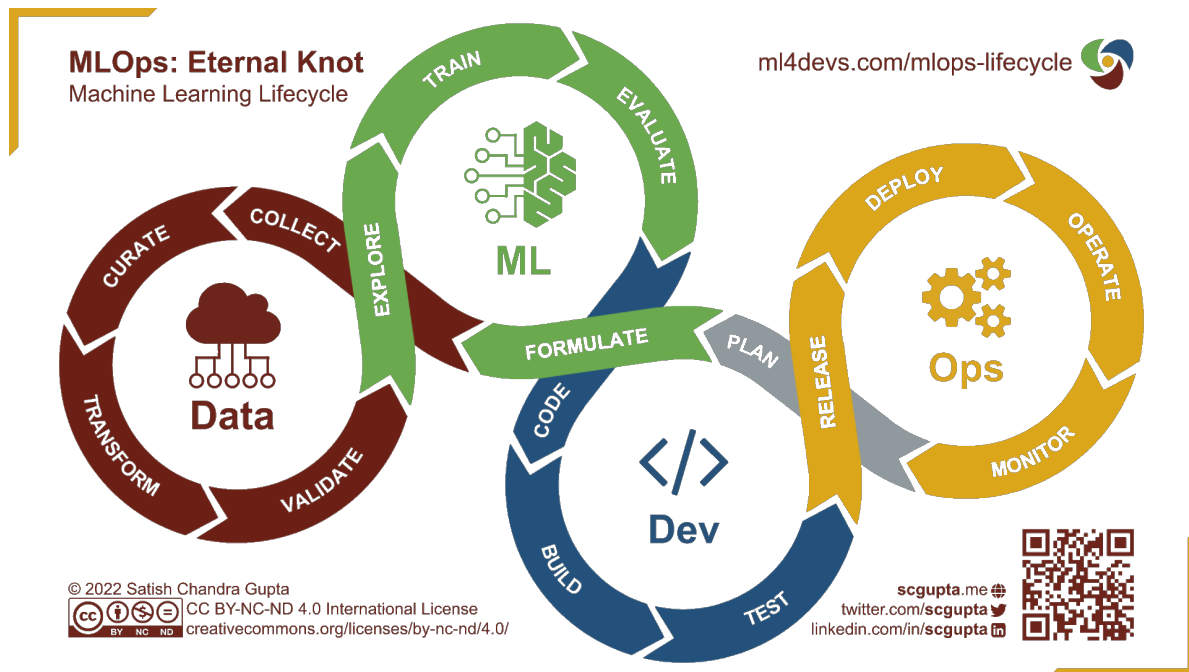 MLOps: Eternal Knot
Machine Learning Lifecycle
ml4devs.com/mlops-lifecycle
COLLECT
CURATE
TRANSFORM
VALIDATE
Data
EXPLORE
TRAIN
EVALUATE
ML
FORMULATE
CODE
BUILD
TEST
Dev
PLAN
RELEASE
DEPLOY
OPERATE
MONITOR
Ops
© 2022 Satish Chandra Gupta
cc
BY NC ND
CC BY-NC-ND 4.0 International License
creativecommons.org/licenses/by-nc-nd/4.0/
scgupta.me
twitter.com/scgupta
linkedin.com/in/scgupta in